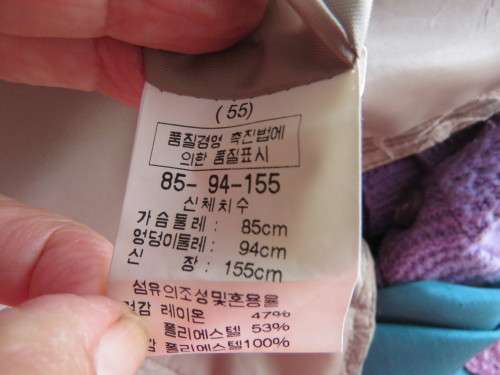 (55)
품질경영 촉진법에
의한 품질표시
85-94-155
신체치수
가슴둘레 : 85cm
엉덩이둘레 : 94cm
신 장 : 155cm
섬유의조성및혼용율
겉감 레이온 47%
폴리에스텔 53%
감 폴리에스텔100%